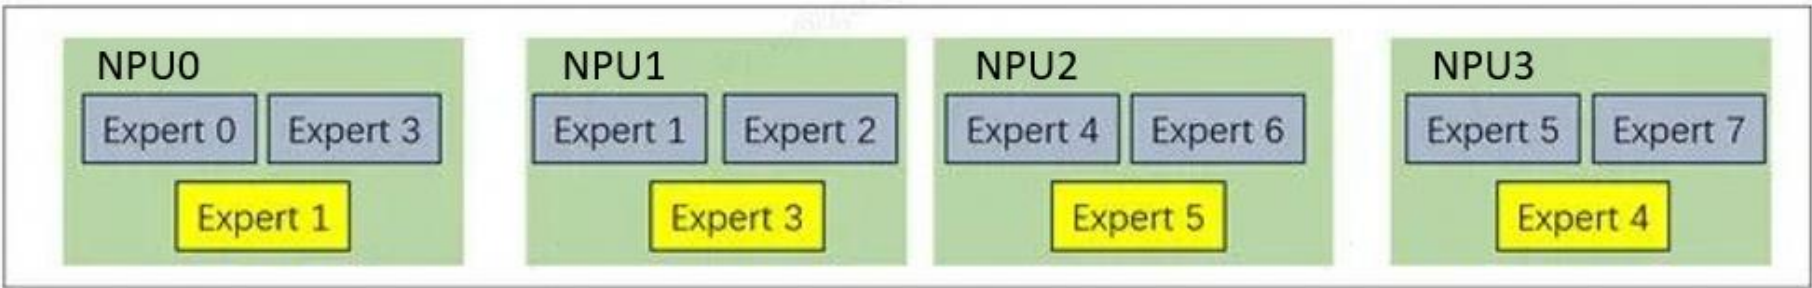 NPU0
Expert 0 Expert 3
Expert 1
NPU1
Expert 1 Expert 2
Expert 3
NPU2
Expert 4 Expert 6
Expert 5
NPU3
Expert 5 Expert 7
Expert 4